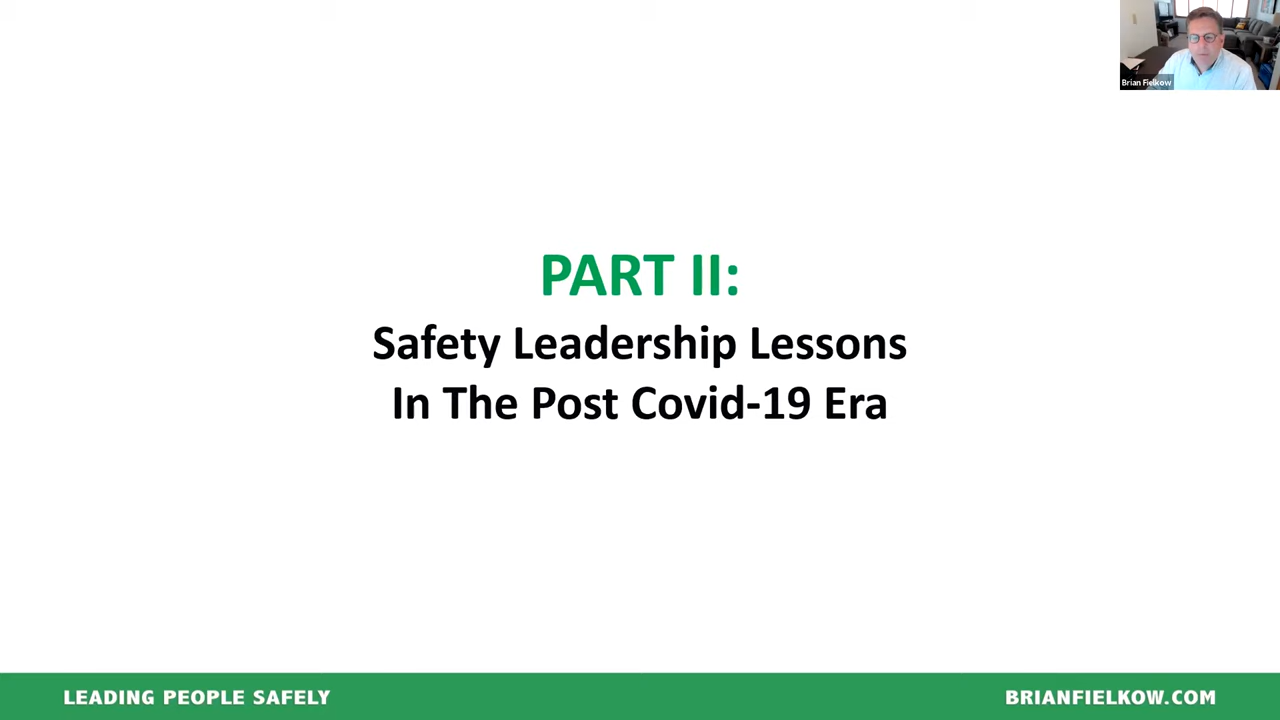 Brian Fielkow
PART II:
Safety Leadership Lessons
In The Post Covid-19 Era
LEADING PEOPLE SAFELY
BRIANFIELKOW.COM